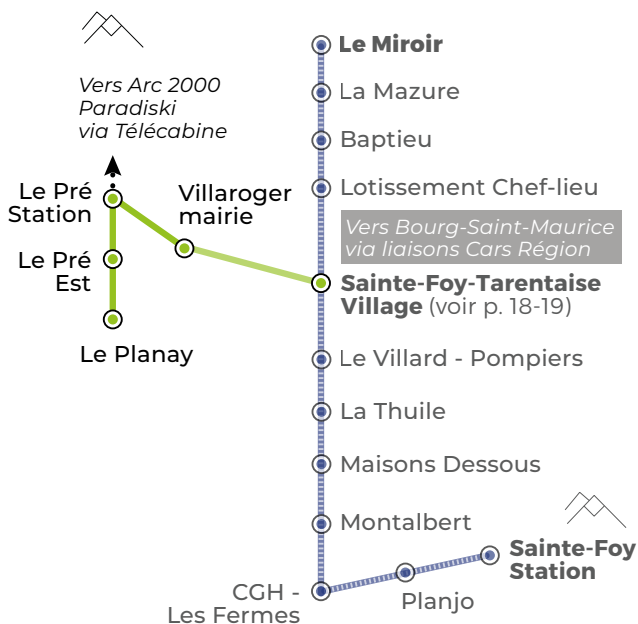 Vers Arc 2000
Paradiski
via Télécabine
Le Pré
Station
Villaroger
mairie
Le Pré
Est
Le Planay
Le Miroir
La Mazure
Baptieu
Lotissement Chef-lieu
Vers Bourg-Saint-Maurice
via liaisons Cars Région
Sainte-Foy-Tarentaise
Village (voir p. 18-19)
Le Villard - Pompiers
La Thuile
Maisons Dessous
Montalbert
Sainte-Foy
Station
Planjo
CGH -
Les Fermes